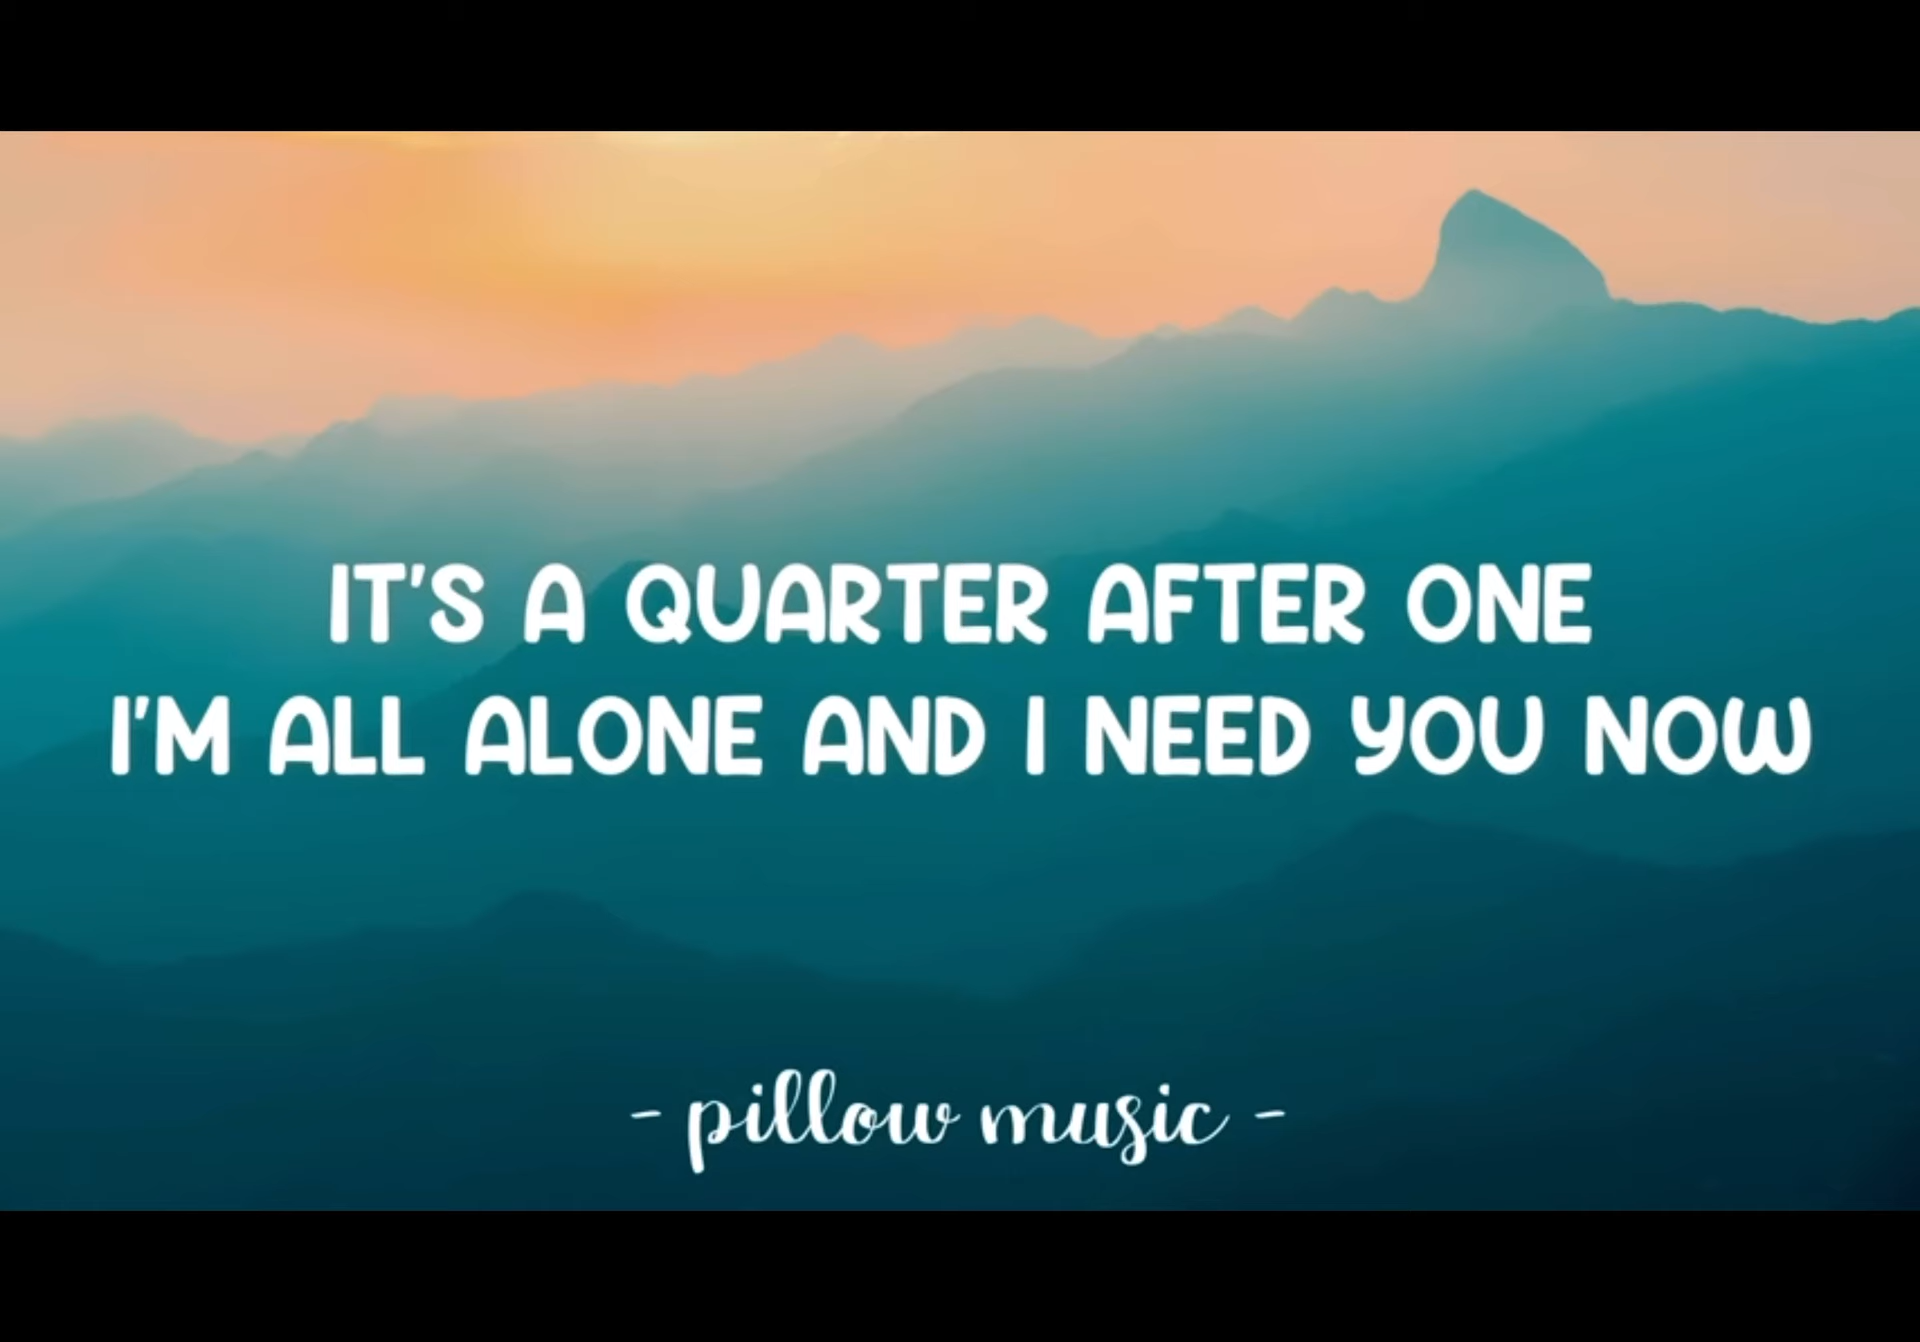 IT'S A QUARTER AFTER ONE
I'M ALL ALONE AND I NEED YOU NOW
- pillow music -